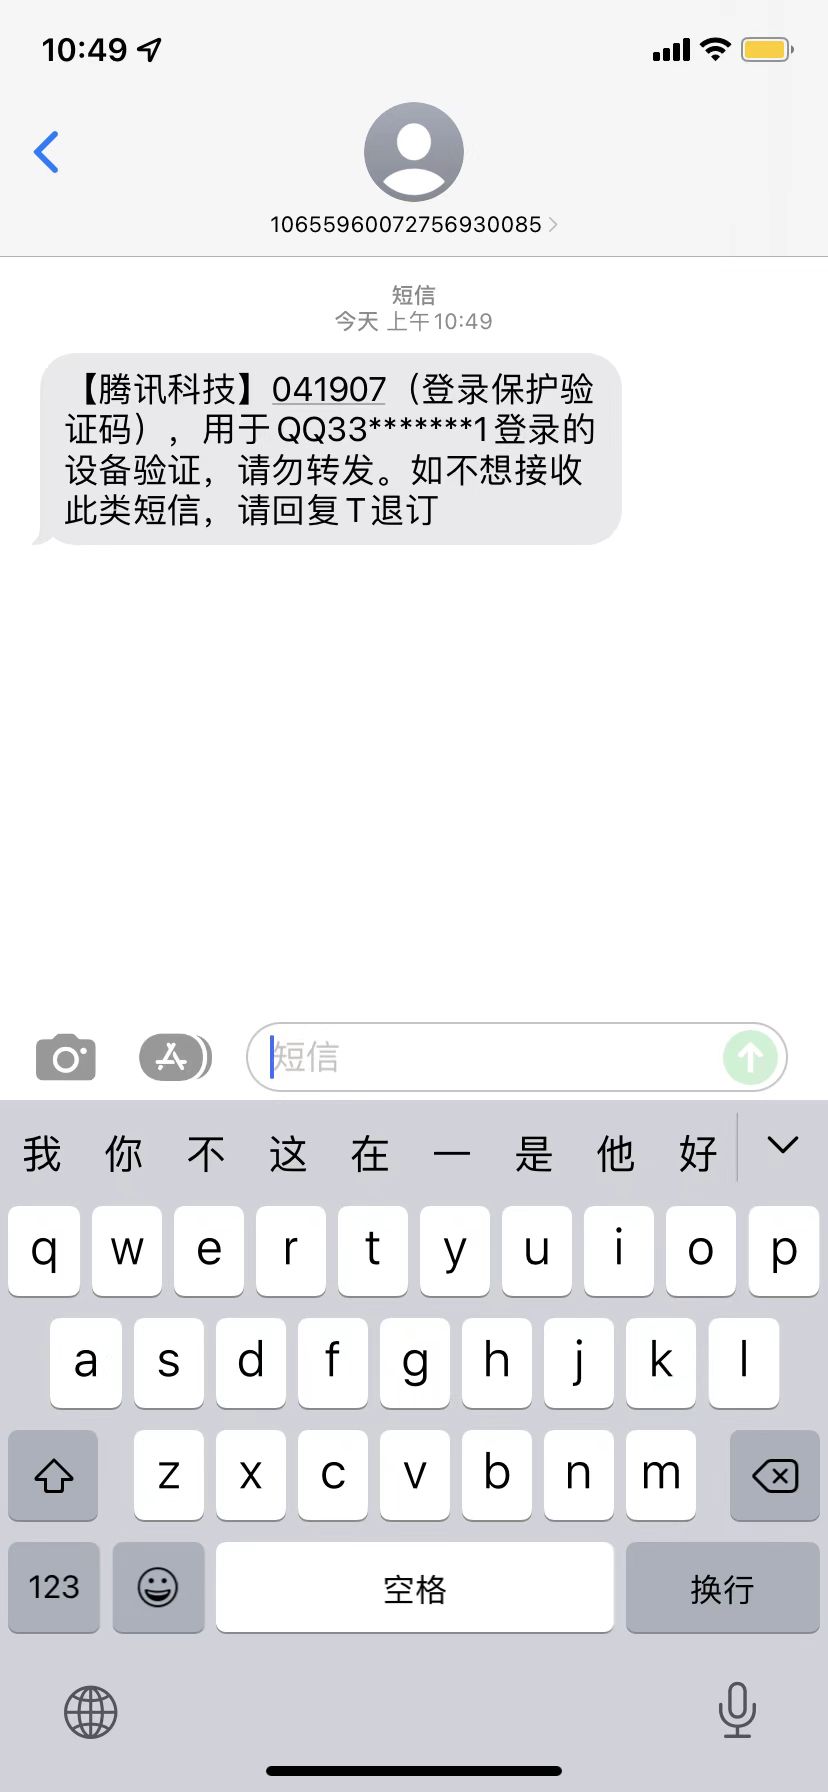 10:49
10655960072756930085
短信
今天 上午10:49
【腾讯科技】041907（登录保护验
证码），用于QQ33*******1登录的
设备验证，请勿转发。如不想接收
此类短信，请回复T退订
短信
我 你 不 这 在 一 是 他 好
q w e r t y u i o p
a s d f g h j k l
z x c v b n m
123 空格 换行